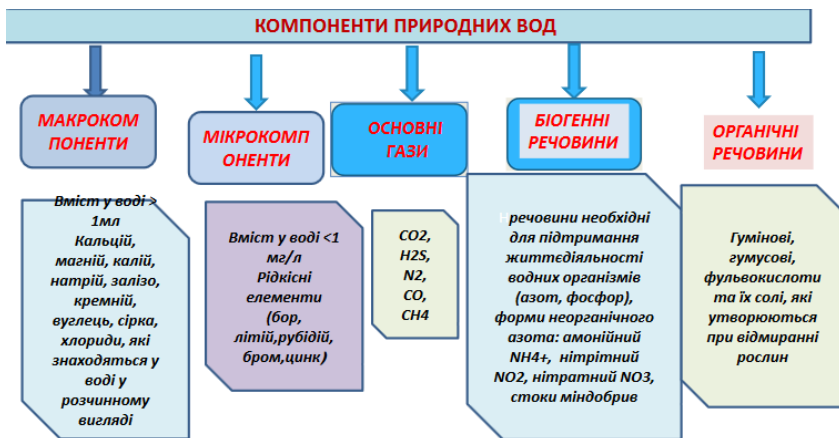 КОМПОНЕНТИ ПРИРОДНИХ ВОД
МАКРОКОМ
ПОНЕНТИ
МІКРОКОМП
ОНЕНТИ
ОСНОВНІ
ГАЗИ
БІОГЕННІ
РЕЧОВИНИ
ОРГАНІЧНІ
РЕЧОВИНИ
Вміст у воді >
1мл
Кальцій,
магній, калій,
натрій, залізо,
кремній,
вуглець, сірка,
хлориди, які
знаходяться у
воді у
розчинному
вигляді
Вміст у воді <1
мг/л
Рідкісні
елементи
(бор,
літій,рубідій,
бром,цинк)
CO2,
H2S,
N2,
CO,
CH4
Нречовини необхідні
для підтримання
життєдіяльності
водних організмів
(азот, фосфор),
форми неорганічного
азота: амонійний
NH4+, нітрітний
NO2, нітратний NO3,
стоки міндобрив
Гумінові,
гумусові,
фульвокислоти
та їх солі, які
утворюються
при відмиранні
рослин